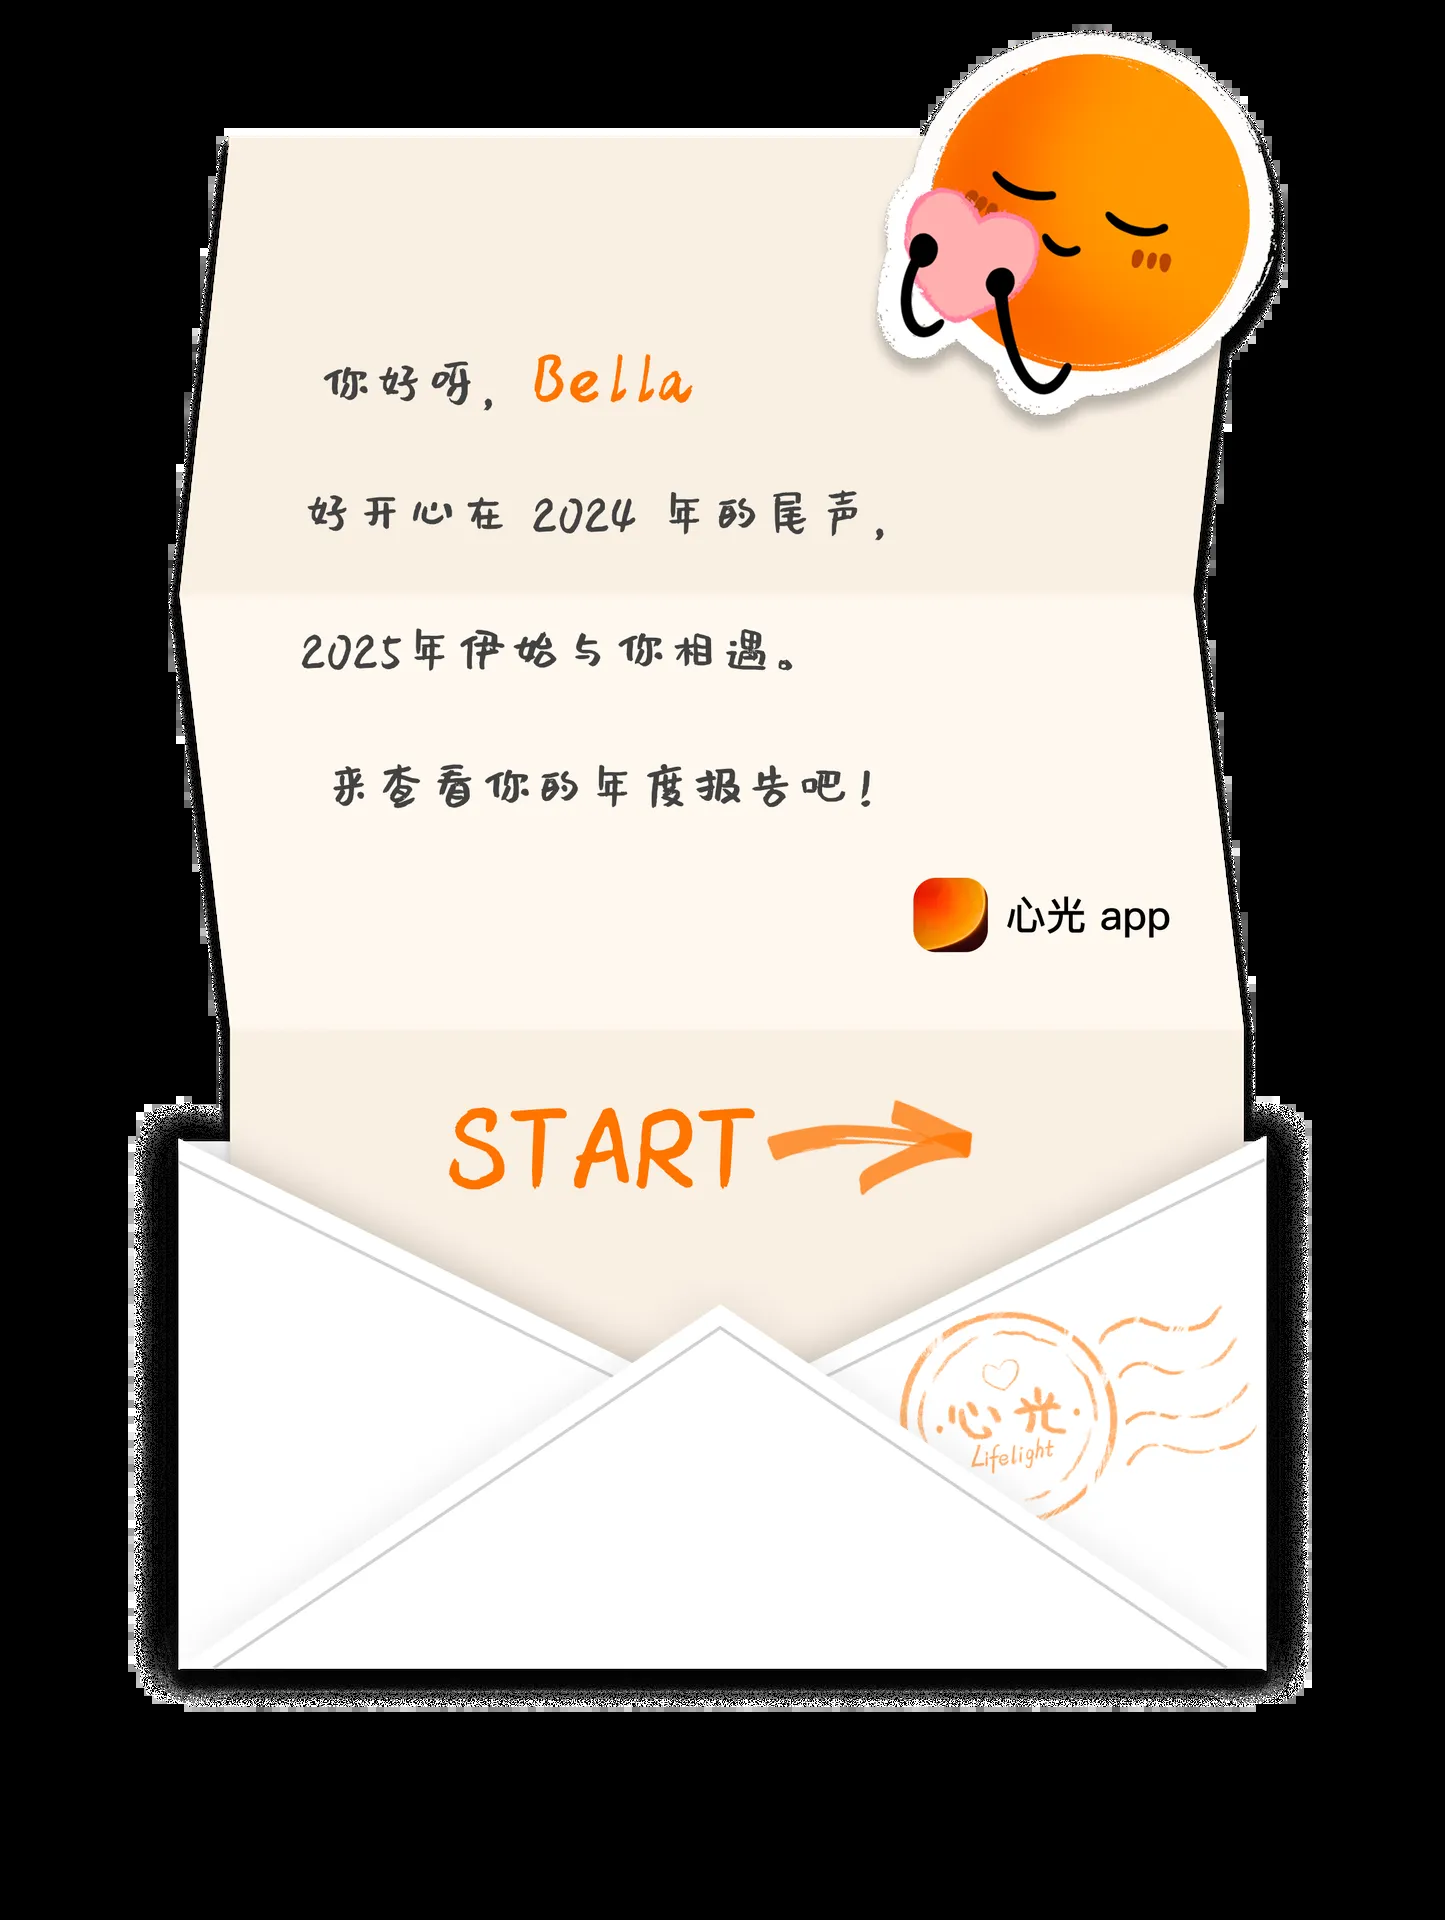 你好呀，Bella
好开心在 2024 年的尾声，
2025年伊始与你相遇。
来查看你的年度报告吧！
心光 app
START
·心光·
Lifelight